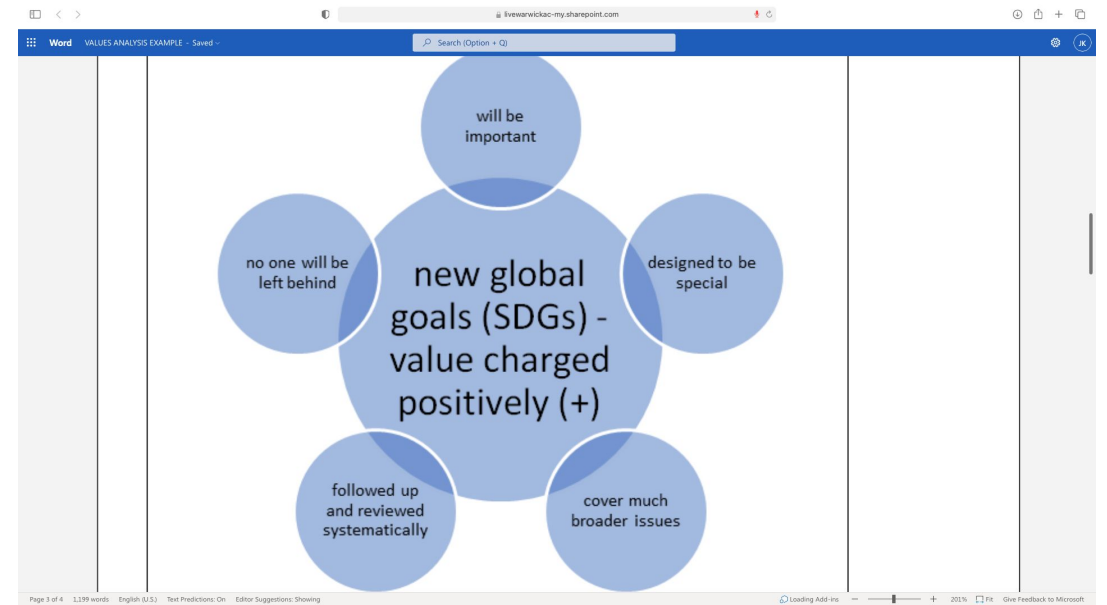 livewarwickac-my.sharepoint.com
Word VALUES ANALYSIS EXAMPLE - Saved
Search (Option + Q)
JK
will be
important
no one will be
left behind
new global
goals (SDGs) -
value charged
positively (+)
designed to be
special
followed up
and reviewed
systematically
cover much
broader issues
Page 3 of 4 1,199 words English (U.S.) Text Predictions: On Editor Suggestions: Showing Loading Add-ins 201% Fit Give Feedback to Microsoft